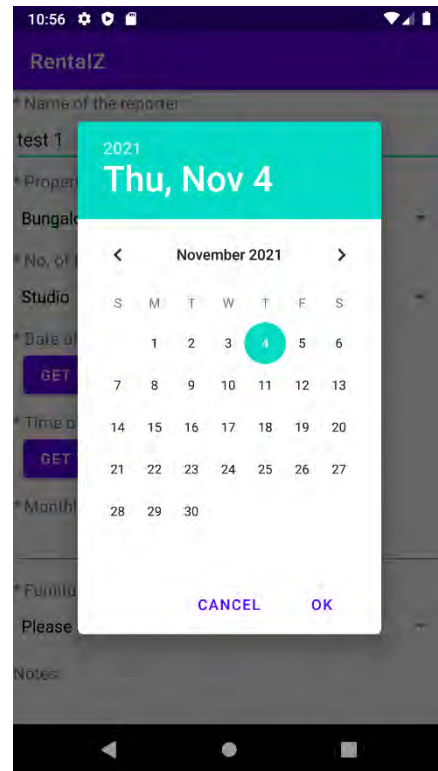 10:56
RentalZ
* Name of the reporter
test 1
2021
Thu, Nov 4
* Proper
Bungalo
November 2021
* No. of
Studio
S M T W T F S
* Date of
1 2 3 4 5 6
GET
7 8 9 10 11 12 13
* Time o
14 15 16 17 18 19 20
GET
21 22 23 24 25 26 27
* Monthl
28 29 30
* Furnitu
CANCEL OK
Please
Notes